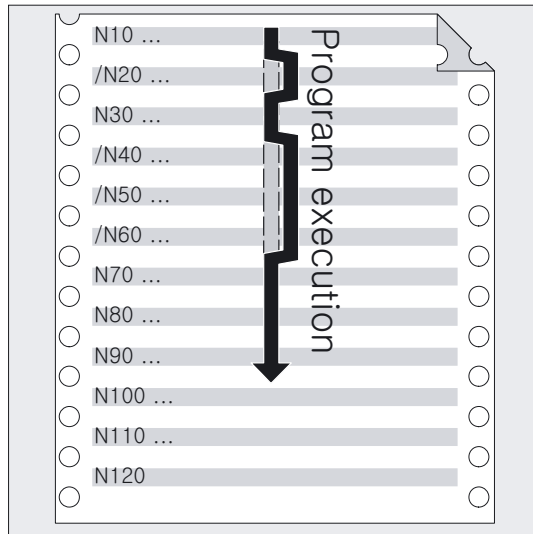 N10 ...
/N20 ...
N30 ...
/N40 ...
/N50 ...
/N60 ...
N70 ...
N80 ...
N90 ...
N100 ...
N110 ...
N120
Program execution